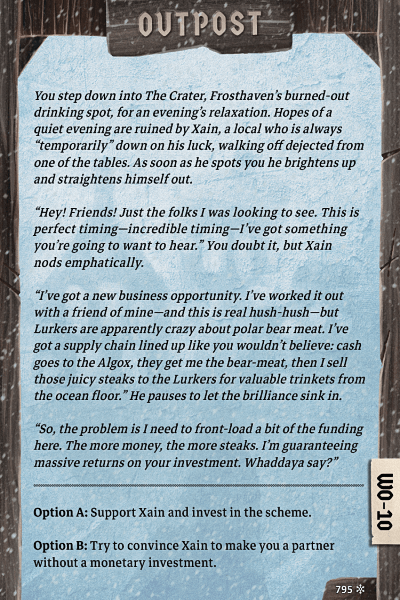 OUTPOST
You step down into The Crater, Frosthaven's burned-out
drinking spot, for an evening's relaxation. Hopes of a
quiet evening are ruined by Xain, a local who is always
“temporarily” down on his luck, walking off dejected from
one of the tables. As soon as he spots you he brightens up
and straightens himself out.
“Hey! Friends! Just the folks I was looking to see. This is
perfect timing—incredible timing—I've got something
you're going to want to hear.” You doubt it, but Xain
nods emphatically.
“I've got a new business opportunity. I've worked it out
with a friend of mine—and this is real hush-hush—but
Lurkers are apparently crazy about polar bear meat. I've
got a supply chain lined up like you wouldn't believe: cash
goes to the Algox, they get me the bear-meat, then I sell
those juicy steaks to the Lurkers for valuable trinkets from
the ocean floor.” He pauses to let the brilliance sink in.
“So, the problem is I need to front-load a bit of the funding
here. The more money, the more steaks. I'm guaranteeing
massive returns on your investment. Whaddaya say?”
Option A: Support Xain and invest in the scheme.
Option B: Try to convince Xain to make you a partner
without a monetary investment.
WO-10
795